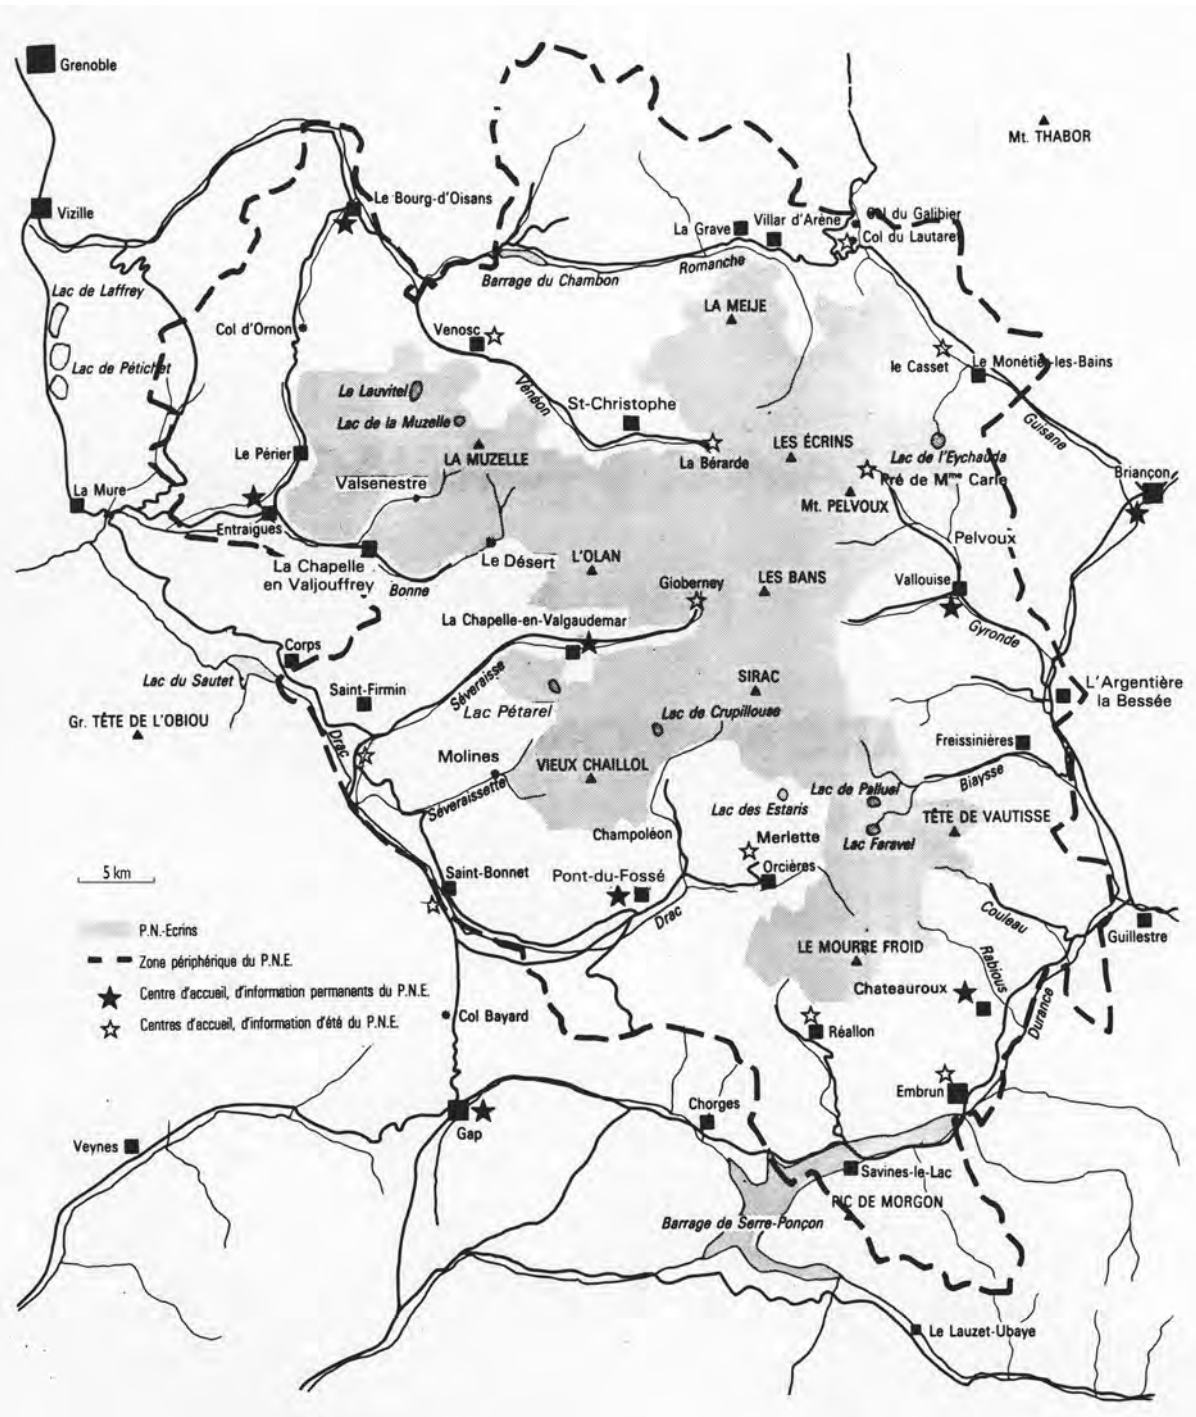 Grenoble
Mt. THABOR
Le Bourg-d'Oisans
Vizille
Villar d'Arène
Col du Galibier
La Grave
Col du Lautaret
Romanche
Barrage du Chambon
Lac de Laffrey
LA MEIJE
Col d'Ornon
Venosc
Lac de Pétichet
le Casset
Le Monétier-les-Bains
Le Lauvitel
Vénéon
St-Christophe
Lac de la Muzelle
Guisane
Le Périer
LA MUZELLE
La Bérarde
LES ÉCRINS
Lac de l'Eychauda
Briançon
Valsenestre
Pré de Mme Carle
La Mure
Mt. PELVOUX
Entraigues
Pelvoux
La Chapelle
en Valjouffrey
Le Désert
L'OLAN
Bonne
Gioberney
LES BANS
Vallouise
La Chapelle-en-Valgaudemar
Gyronde
Corps
Lac du Sautet
Saint-Firmin
Séveraisse
SIRAC
L'Argentière
la Bessée
Lac Pétarel
Lac de Crupillouse
Gr. TÊTE DE L'OBIOU
Drac
Molines
VIEUX CHAILLOL
Freissinières
Biaysse
Séveraissette
Lac de Palluel
Lac des Estaris
TÊTE DE VAUTISSE
Champoléon
Merlette
Lac Faravel
5 km
Saint-Bonnet
Pont-du-Fossé
Orcières
Drac
Couleau
P.N.-Ecrins
Guillestre
LE MOURRE FROID
Rabious
Zone périphérique du P.N.E.
Centre d'accueil, d'information permanents du P.N.E.
Chateauroux
Centres d'accueil, d'information d'été du P.N.E.
Col Bayard
Réallon
Durance
Embrun
Chorges
Gap
Veynes
Savines-le-Lac
PIC DE MORGON
Barrage de Serre-Ponçon
Le Lauzet-Ubaye